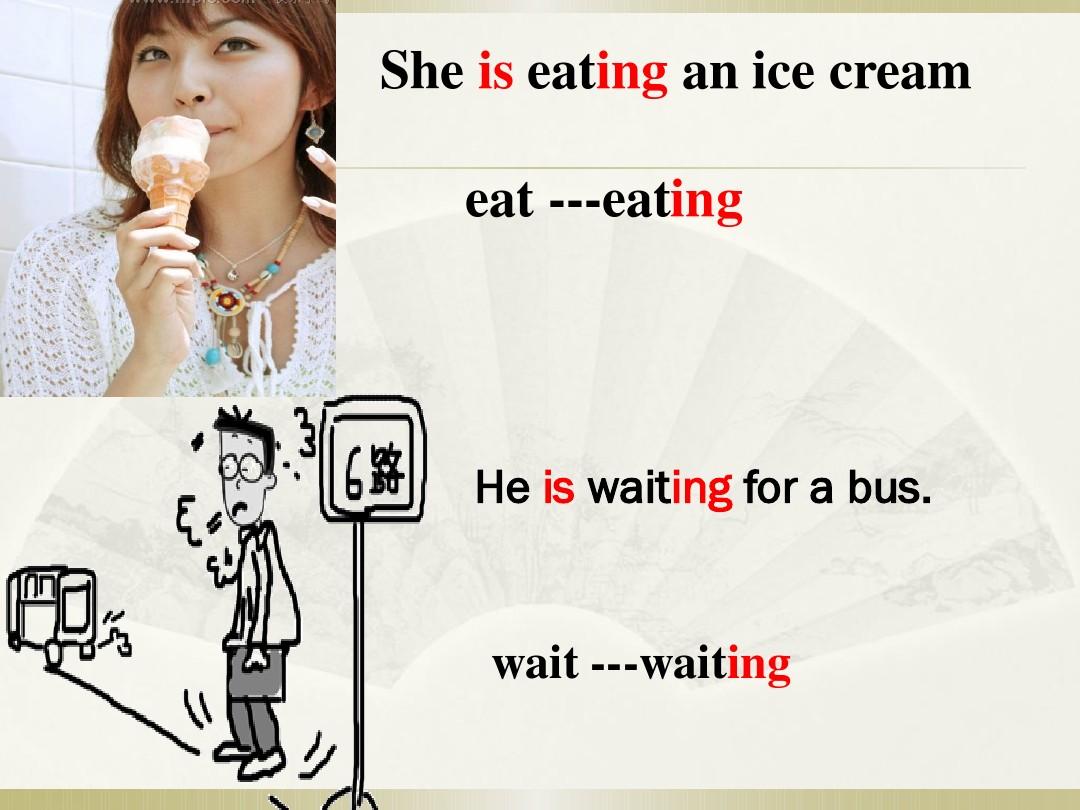 She is eating an ice cream
eat ---eating
6路
He is waiting for a bus.
wait ---waiting